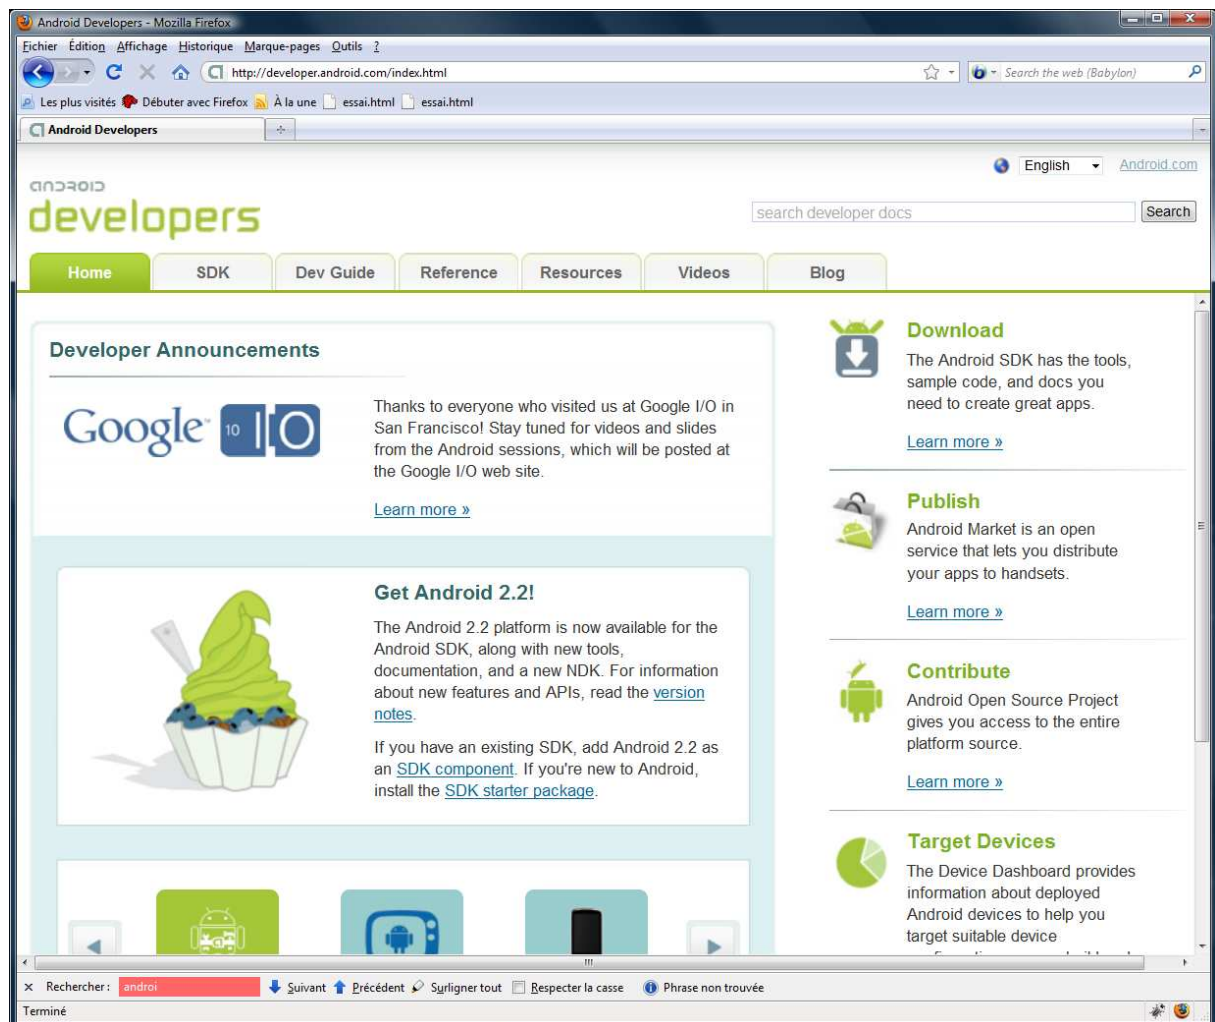 Android Developers - Mozilla Firefox
Fichier Édition Affichage Historique Marque-pages Outils ?
http://developer.android.com/index.html
Search the web (Babylon)
Les plus visités Débuter avec Firefox À la une essai.html essai.html
Android Developers
English Android.com
android
developers
search developer docs Search
Home SDK Dev Guide Reference Resources Videos Blog
Developer Announcements
Google™ 10 IO
Thanks to everyone who visited us at Google I/O in
San Francisco! Stay tuned for videos and slides
from the Android sessions, which will be posted at
the Google I/O web site.
Learn more »
Get Android 2.2!
The Android 2.2 platform is now available for the
Android SDK, along with new tools,
documentation, and a new NDK. For information
about new features and APIs, read the version
notes.
If you have an existing SDK, add Android 2.2 as
an SDK component. If you're new to Android,
install the SDK starter package.
Download
The Android SDK has the tools,
sample code, and docs you
need to create great apps.
Learn more »
Publish
Android Market is an open
service that lets you distribute
your apps to handsets.
Learn more »
Contribute
Android Open Source Project
gives you access to the entire
platform source.
Learn more »
Target Devices
The Device Dashboard provides
information about deployed
Android devices to help you
target suitable device
Rechercher : androi Suivant Précédent Surligner tout Respecter la casse Phrase non trouvée
Terminé